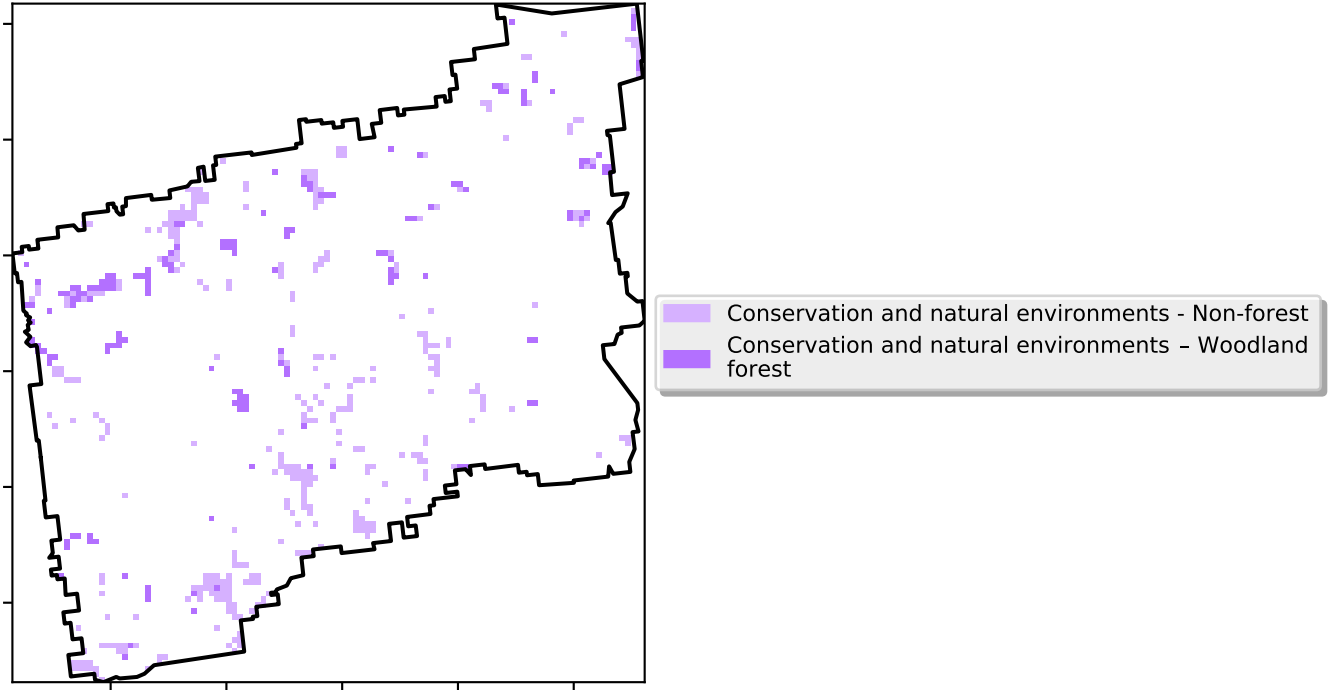 Conservation and natural environments - Non-forest
Conservation and natural environments – Woodland
forest